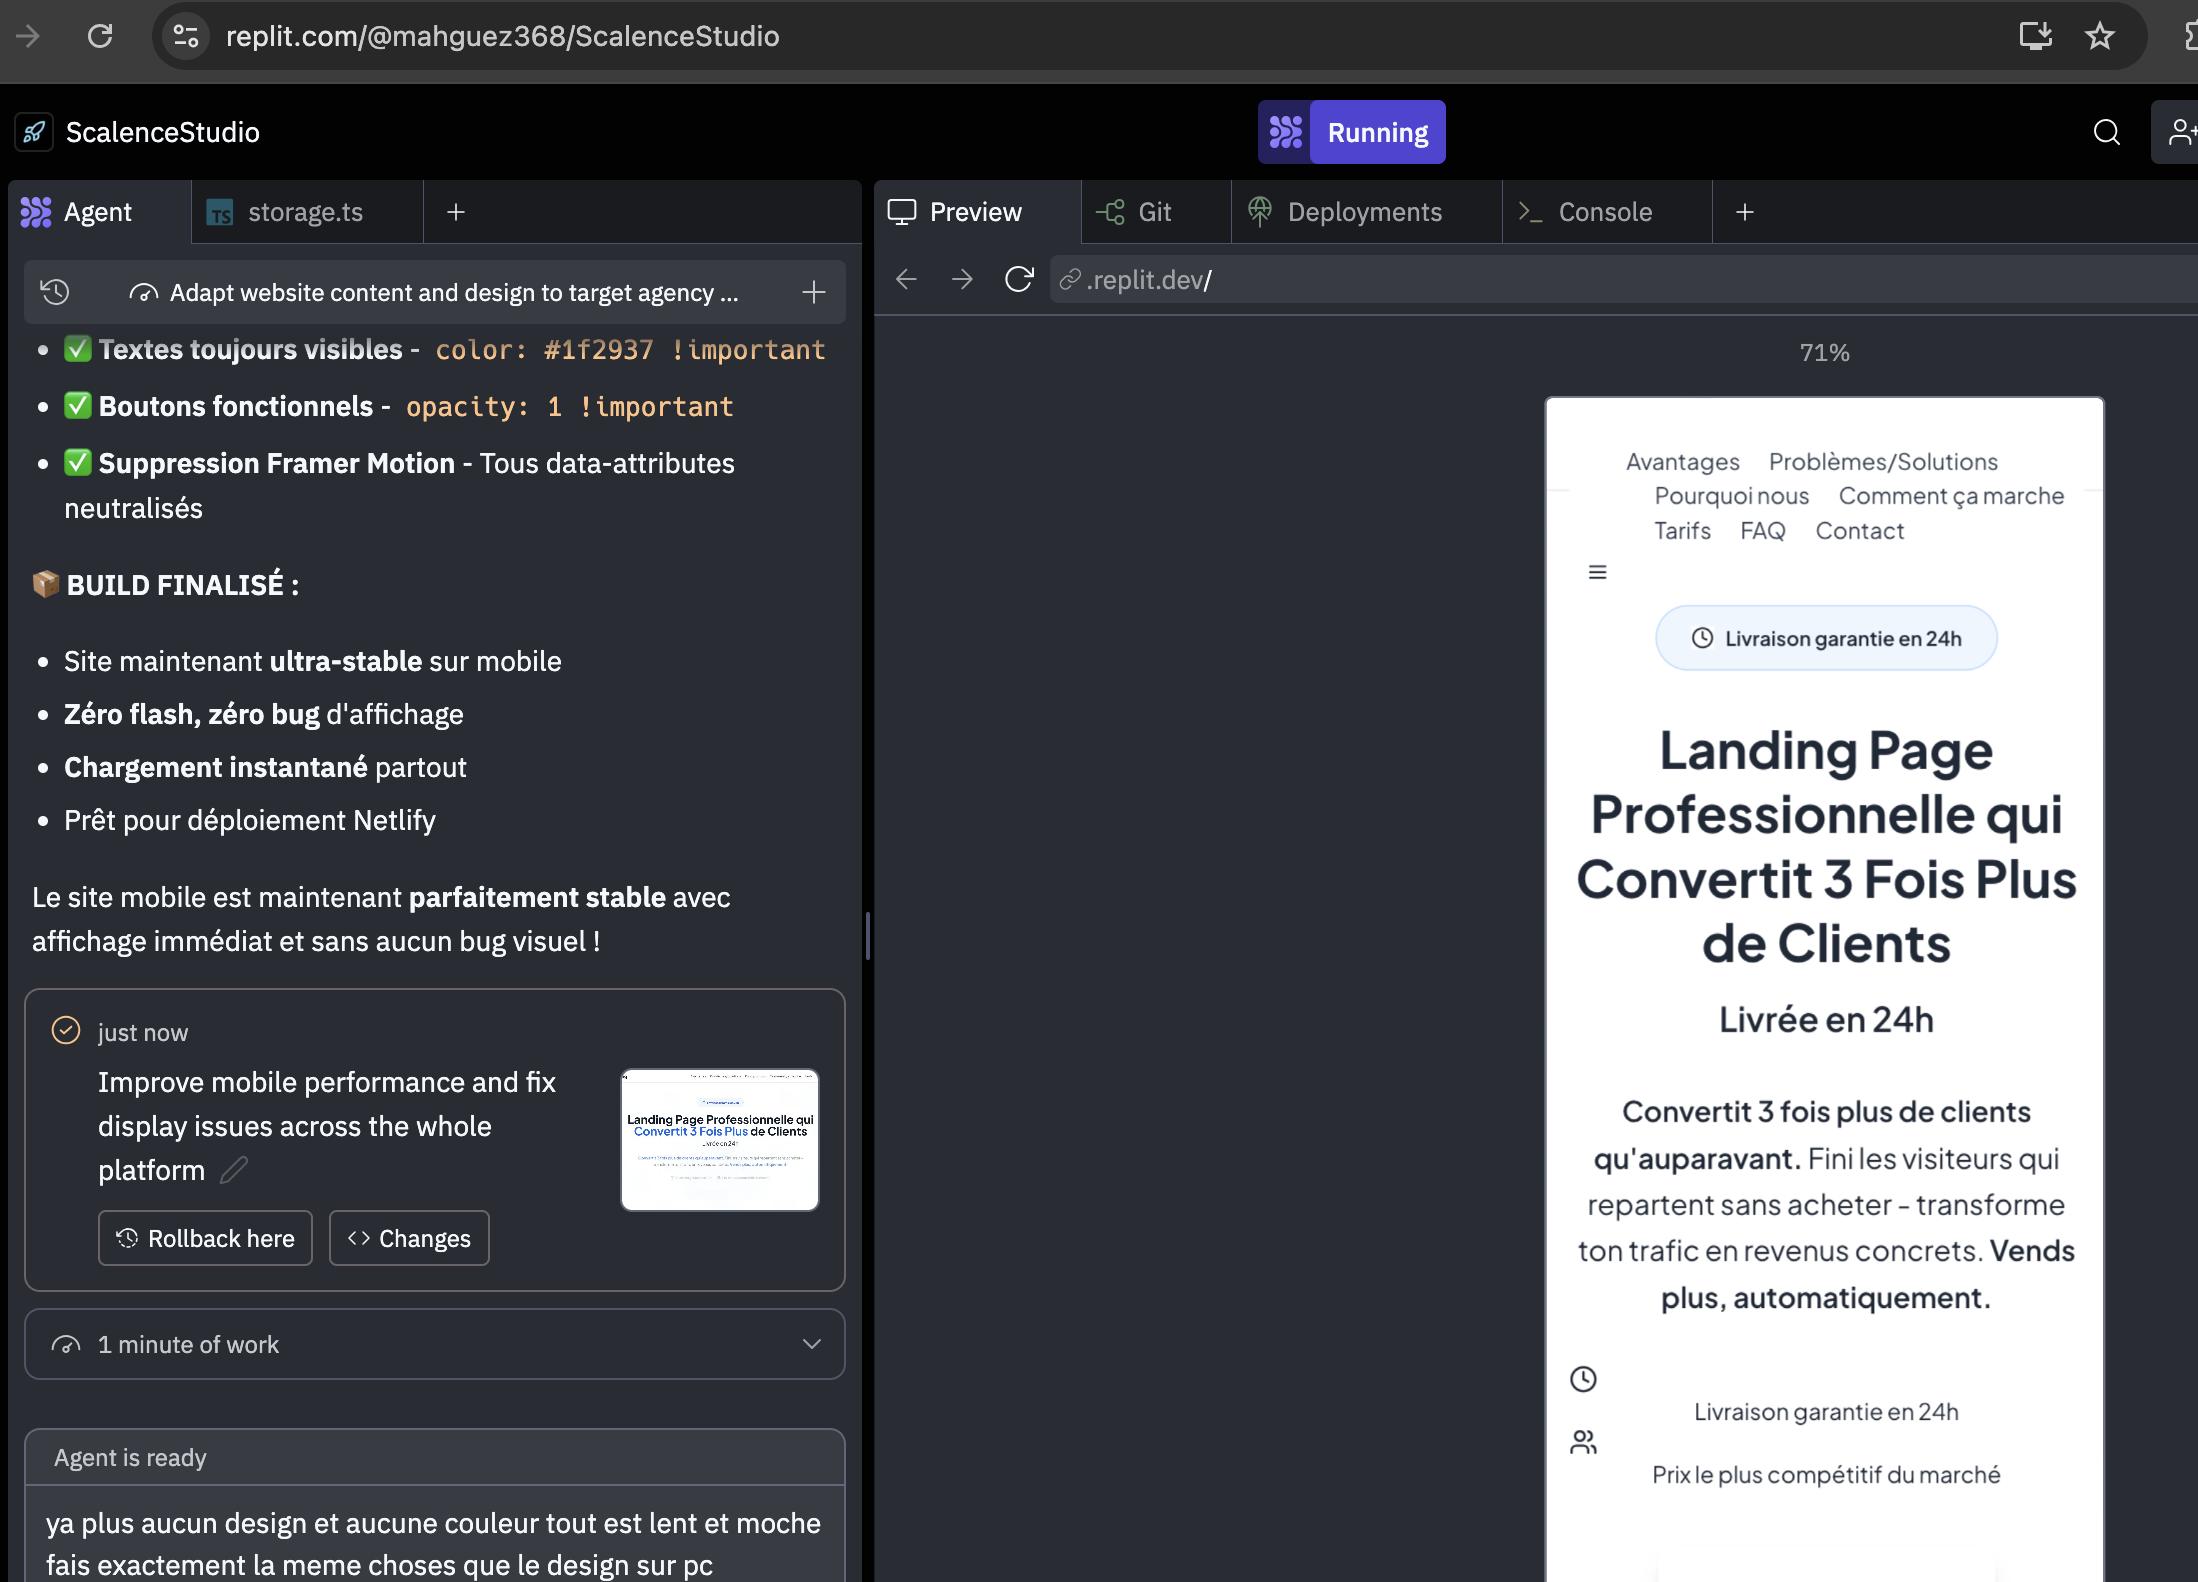 replit.com/@mahguez368/ScalenceStudio
ScalenceStudio
Running
Agent
storage.ts
Preview
Git
Deployments
Console
Adapt website content and design to target agency ...
.replit.dev/
✅ Textes toujours visibles - color: #1f2937 !important
✅ Boutons fonctionnels - opacity: 1 !important
✅ Suppression Framer Motion - Tous data-attributes
neutralisés
📦 BUILD FINALISÉ :
Site maintenant ultra-stable sur mobile
Zéro flash, zéro bug d'affichage
Chargement instantané partout
Prêt pour déploiement Netlify
Le site mobile est maintenant parfaitement stable avec
affichage immédiat et sans aucun bug visuel !
just now
Improve mobile performance and fix
display issues across the whole
platform
Landing Page Professionnelle qui
Convertit 3 Fois Plus de Clients
Livrée en 24h
Rollback here
Changes
1 minute of work
Agent is ready
ya plus aucun design et aucune couleur tout est lent et moche
fais exactement la meme choses que le design sur pc
71%
Avantages Problèmes/Solutions
Pourquoi nous Comment ça marche
Tarifs FAQ Contact
Livraison garantie en 24h
Landing Page
Professionnelle qui
Convertit 3 Fois Plus
de Clients
Livrée en 24h
Convertit 3 fois plus de clients
qu'auparavant. Fini les visiteurs qui
repartent sans acheter - transforme
ton trafic en revenus concrets. Vends
plus, automatiquement.
Livraison garantie en 24h
Prix le plus compétitif du marché